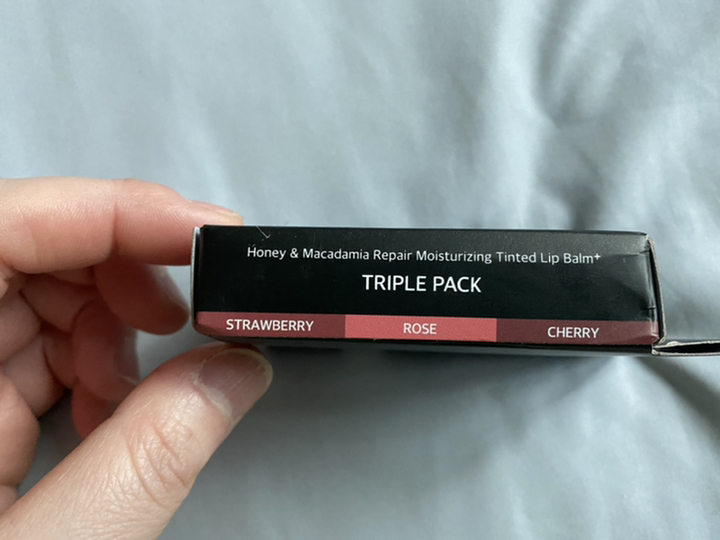 Honey & Macadamia Repair Moisturizing Tinted Lip Balm⁺
TRIPLE PACK
STRAWBERRY ROSE CHERRY